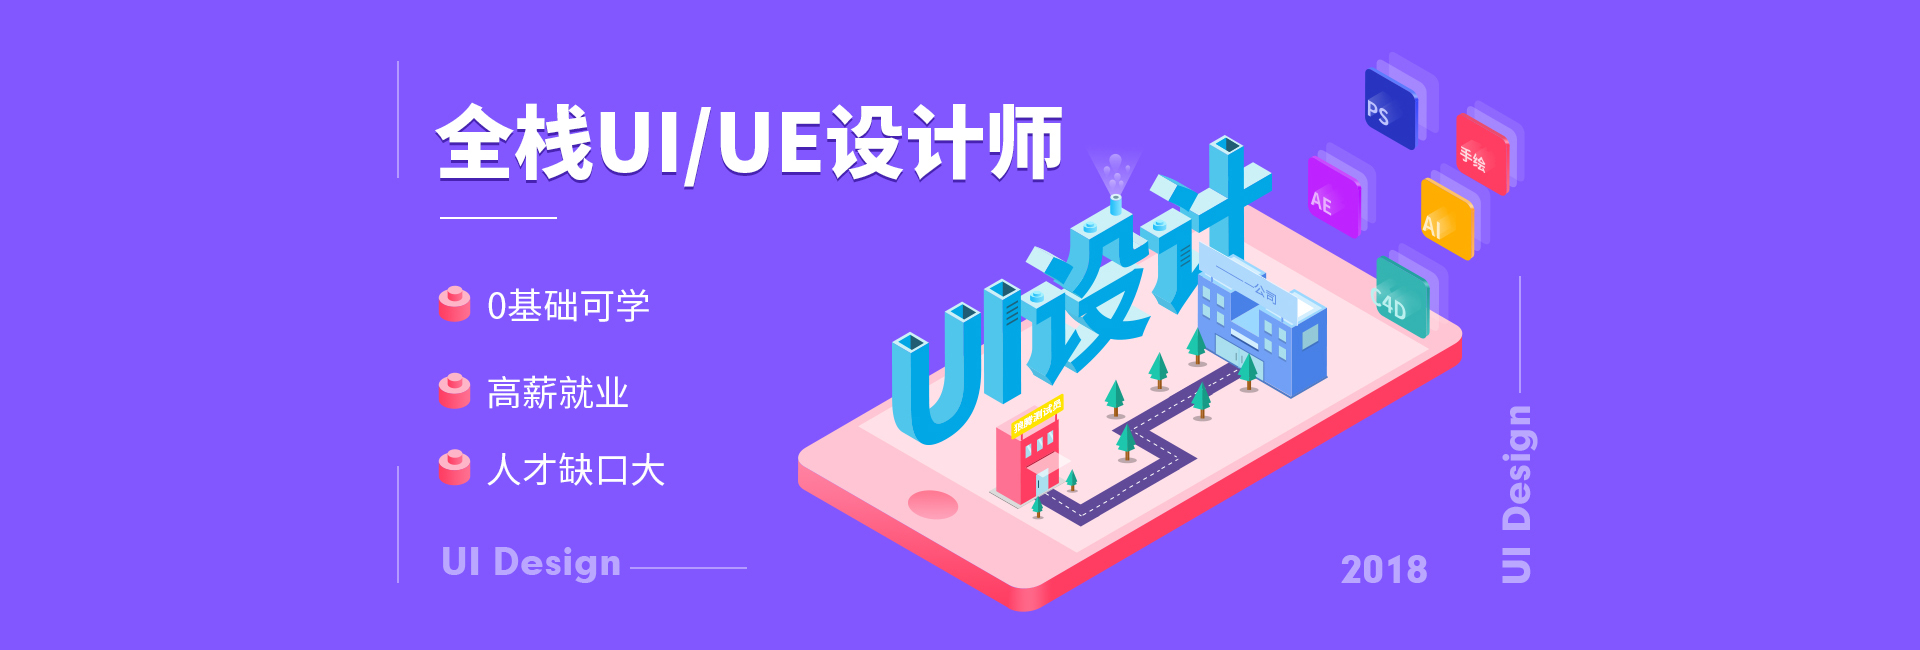 全栈UI/UE设计师
0基础可学
高薪就业
人才缺口大
UI Design
UI设计
公司
PS
手绘
AE
AI
C4D
2018
UI Design